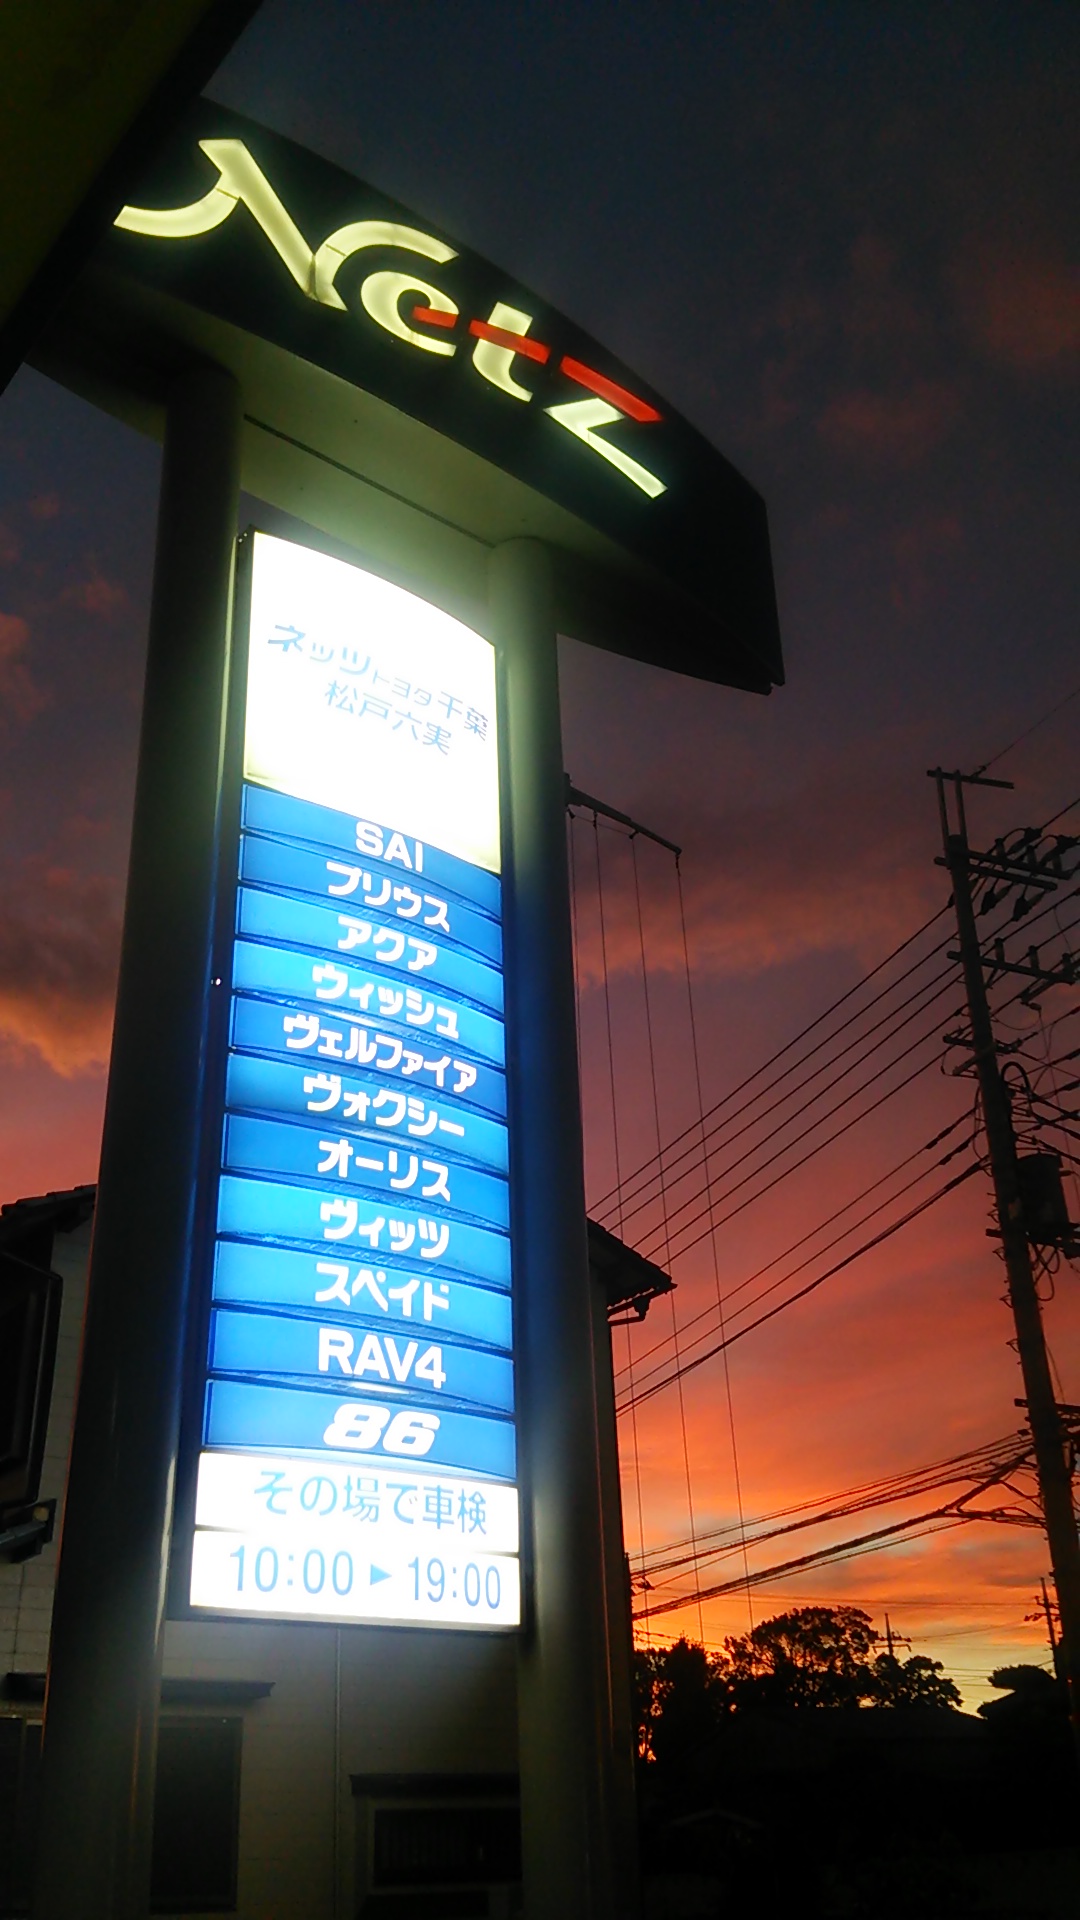 Netz
ネッツトヨタ千葉
松戸六実
SAI
プリウス
アクア
ウィッシュ
ヴェルファイア
ヴォクシー
オーリス
ヴィッツ
スペイド
RAV4
86
その場で車検
10:00►19:00